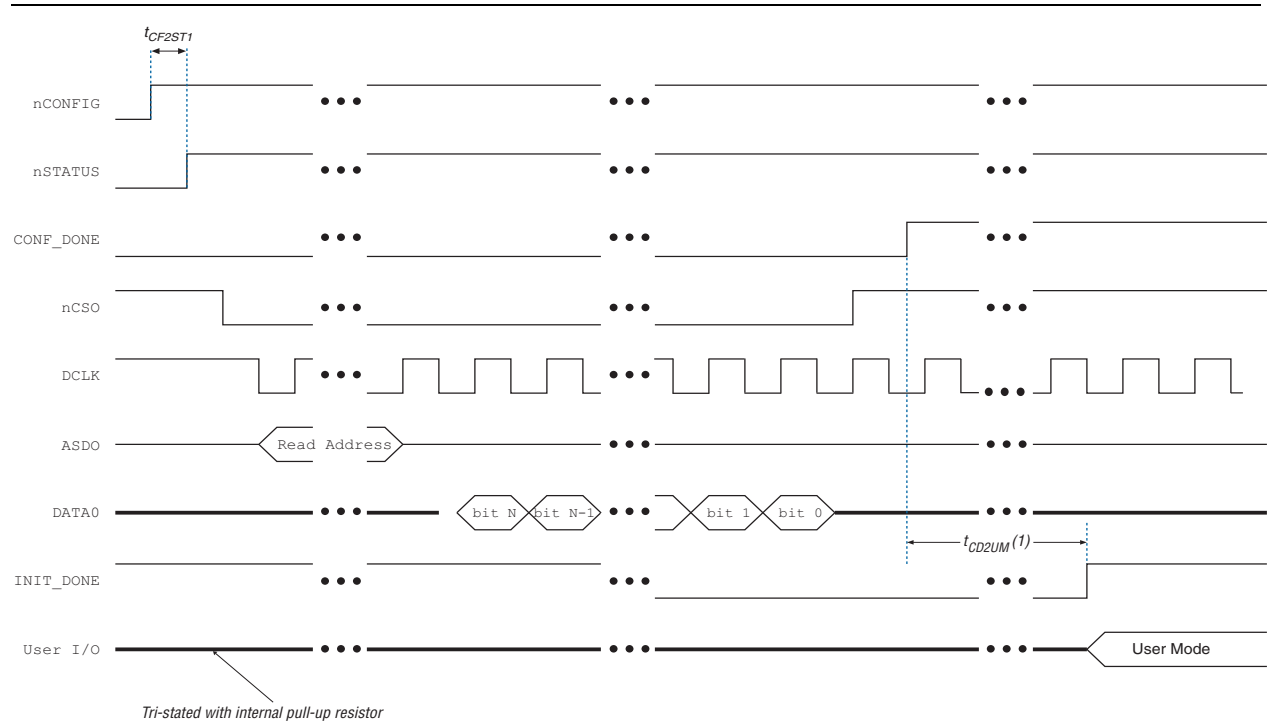 tCF2ST1
nCONFIG
nSTATUS
CONF_DONE
nCSO
DCLK
ASDO Read Address
DATA0 bit N bit N-1 bit 1 bit 0
tCD2UM(1)
INIT_DONE
User I/O User Mode
Tri-stated with internal pull-up resistor